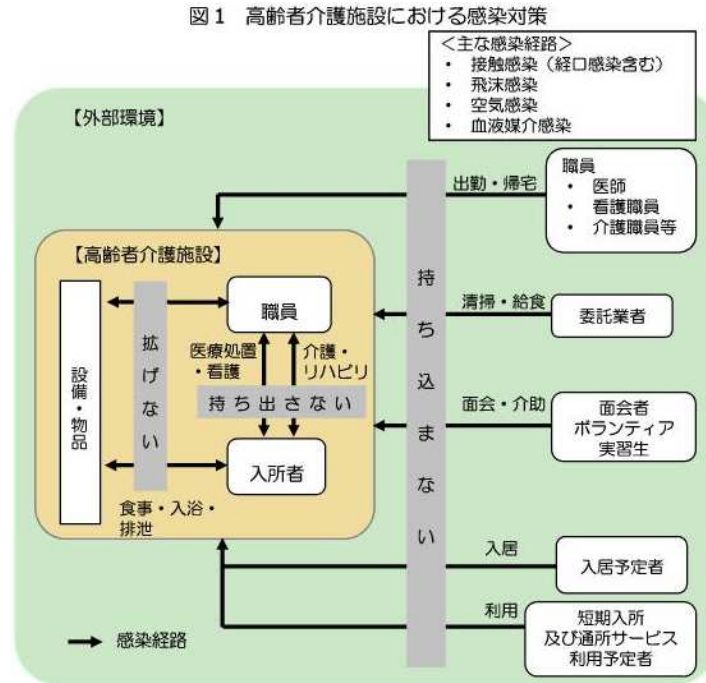 図1 高齢者介護施設における感染対策
＜主な感染経路＞
・ 接触感染（経口感染含む）
・ 飛沫感染
・ 空気感染
・ 血液媒介感染
【外部環境】
出勤・帰宅
職員
・ 医師
・ 看護職員
・ 介護職員等
【高齢者介護施設】
持ち込まない
清掃・給食
委託業者
職員
拡げない
設備・物品
医療処置
・看護
介護・
リハビリ
持ち出さない
面会・介助
面会者
ボランティア
実習生
入所者
食事・入浴・
排泄
入居
入居予定者
利用
短期入所
及び通所サービス
利用予定者
感染経路